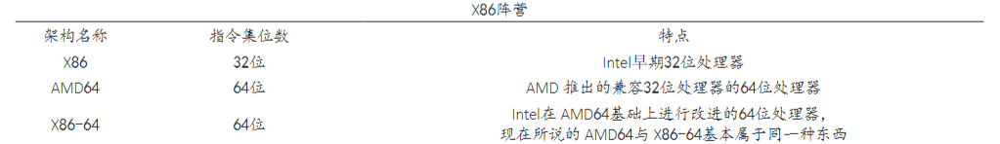 X86阵营
架构名称 指令集位数 特点
X86 32位 Intel早期32位处理器
AMD64 64位 AMD 推出的兼容32位处理器的64位处理器
X86-64 64位 Intel在 AMD64基础上进行改进的64位处理器，
现在所说的 AMD64与 X86-64基本属于同一种东西